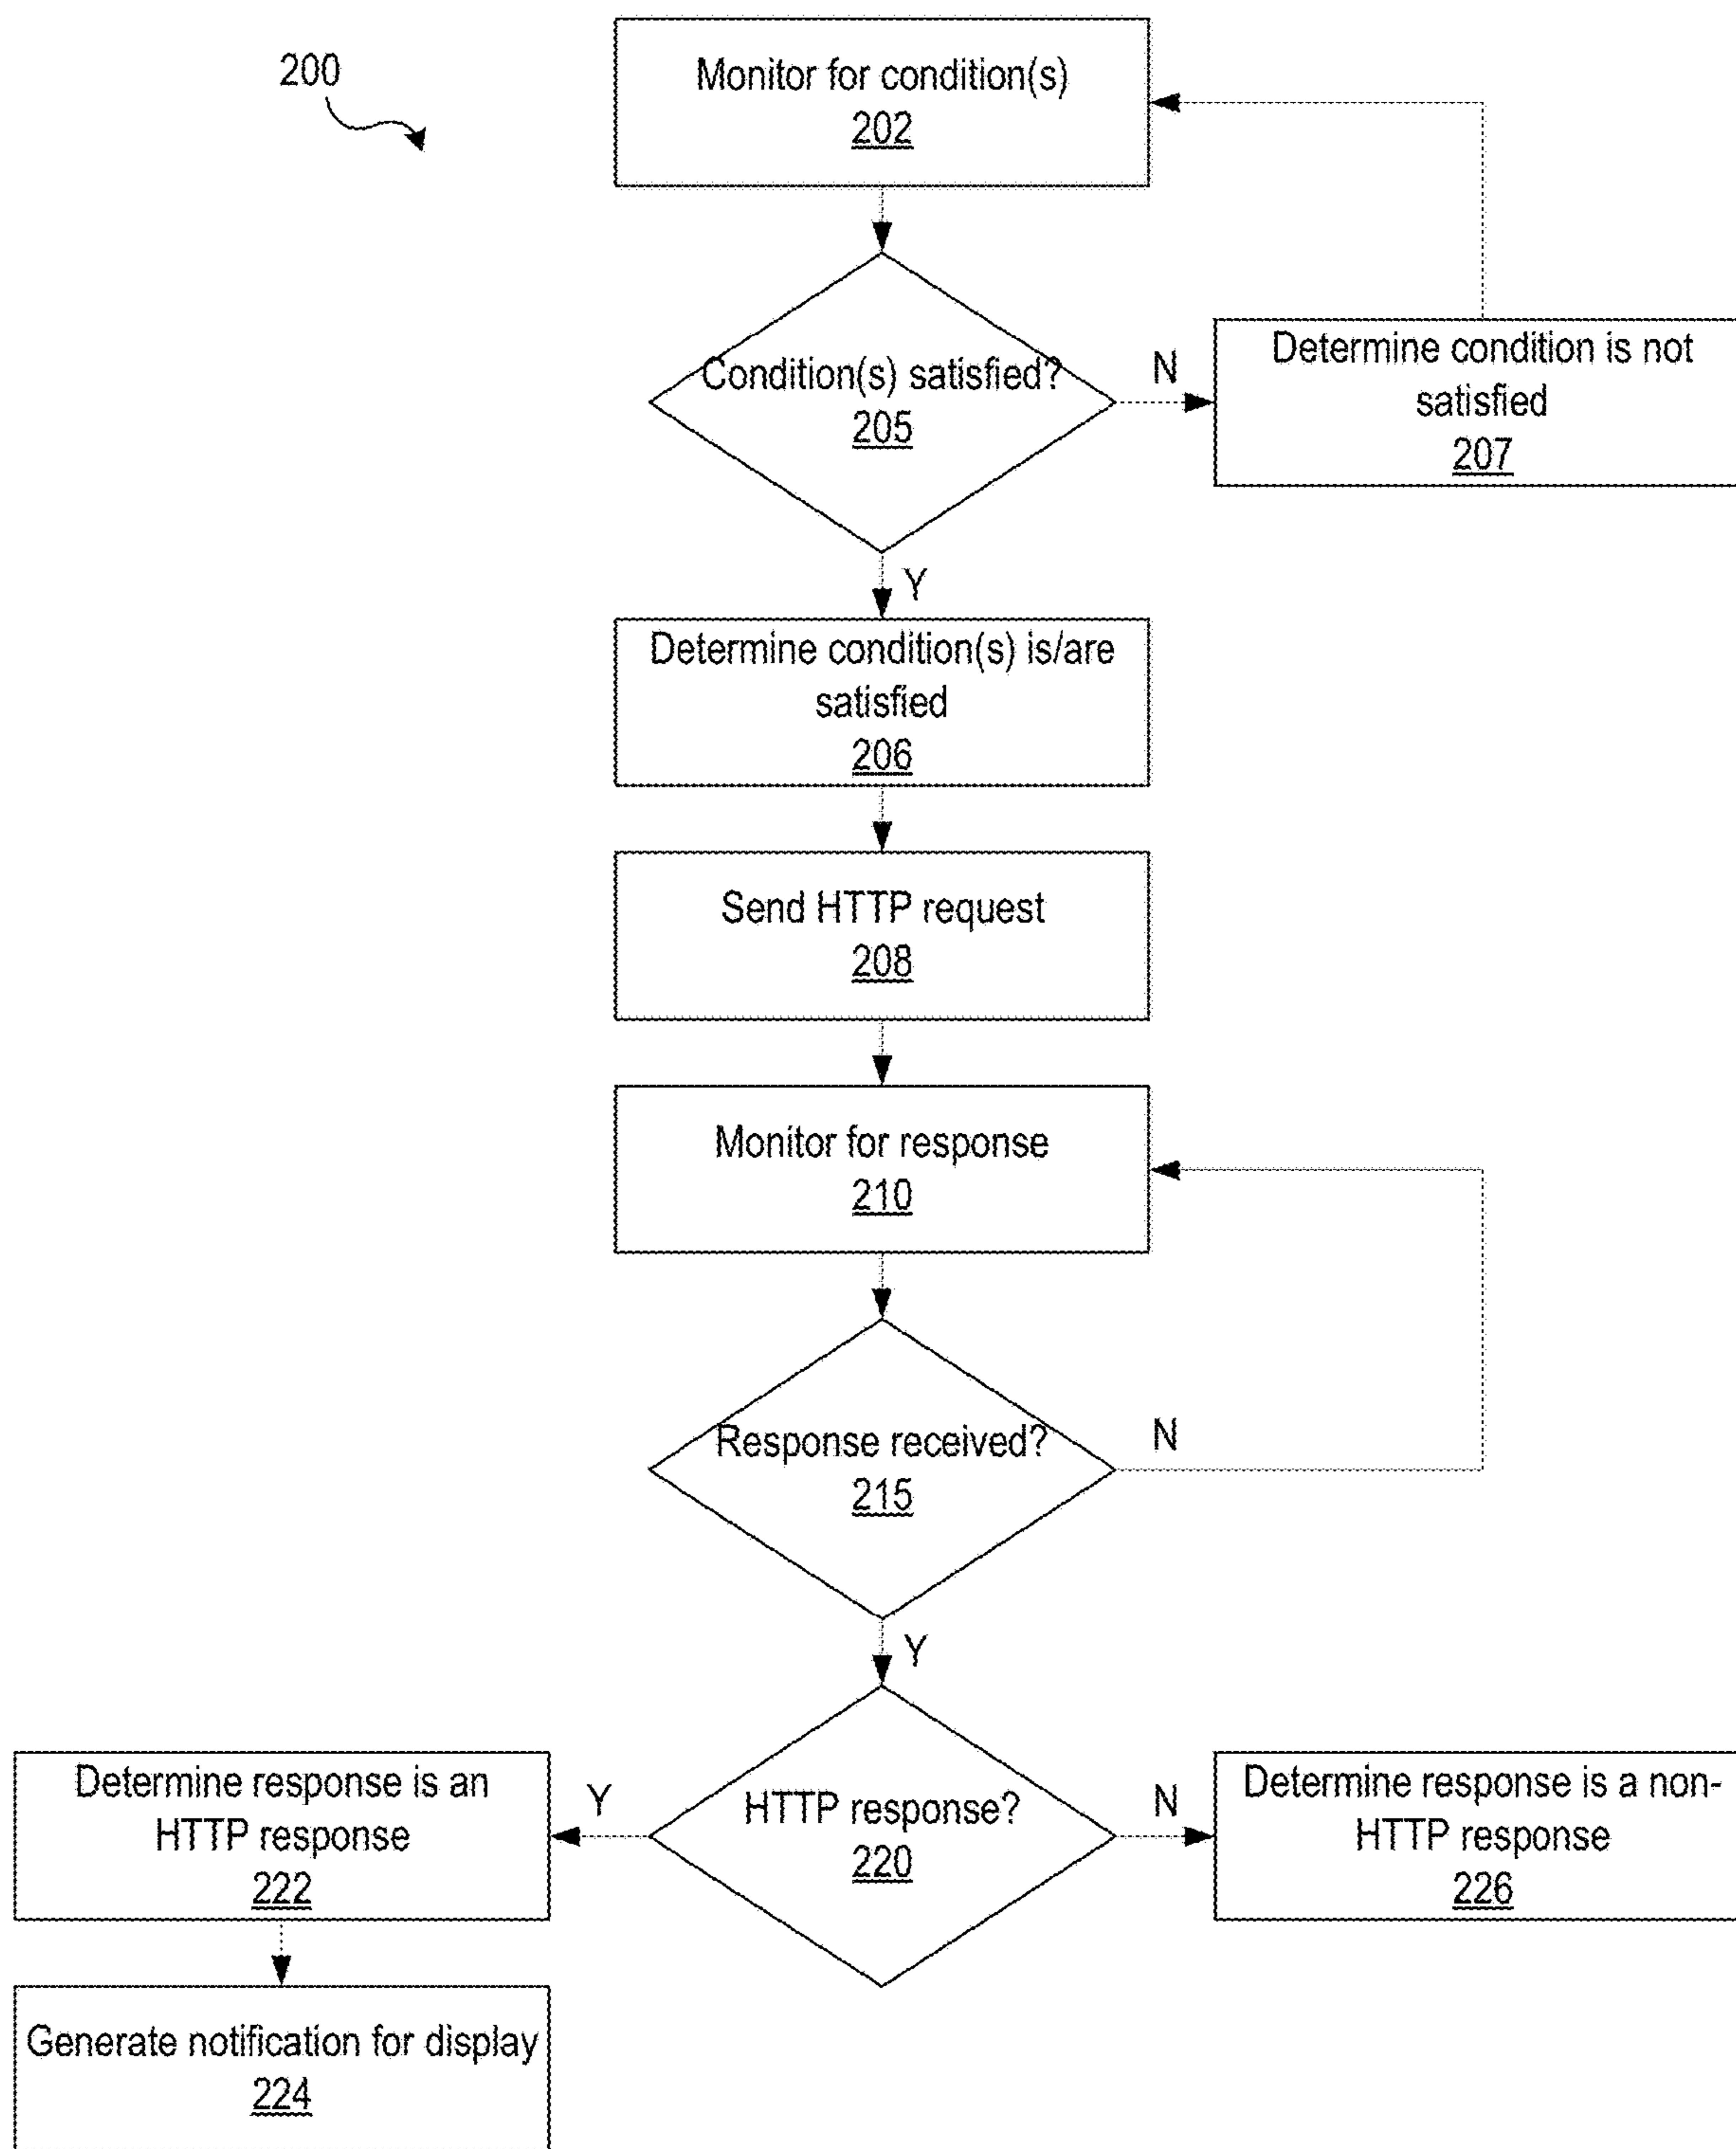 200
Monitor for condition(s)
202
Condition(s) satisfied?
205
N
Determine condition is not
satisfied
207
Y
Determine condition(s) is/are
satisfied
206
Send HTTP request
208
Monitor for response
210
Response received?
215
N
Y
HTTP response?
220
Y
Determine response is an
HTTP response
222
N
Determine response is a non-
HTTP response
226
Generate notification for display
224